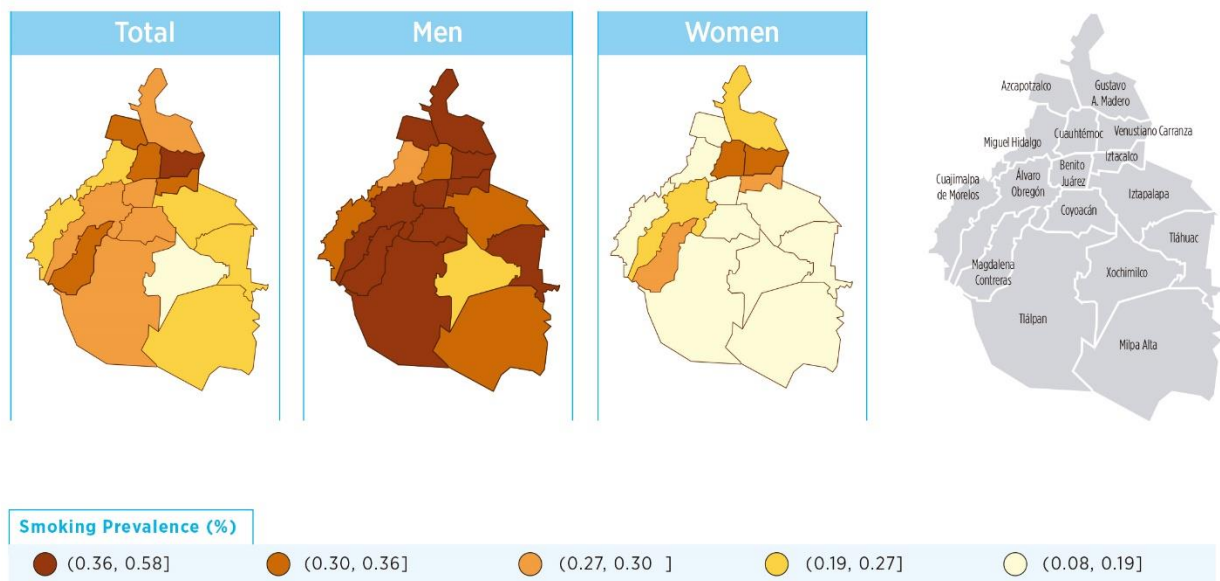 Total
Men
Women
Azcapotzalco
Gustavo
A. Madero
Cuauhtémoc
Venustiano Carranza
Miguel Hidalgo
Iztacalco
Cuajimalpa
de Morelos
Álvaro
Obregón
Benito
Juárez
Iztapalapa
Coyoacán
Tláhuac
Magdalena
Contreras
Xochimilco
Tlálpan
Milpa Alta
Smoking Prevalence (%)
(0.36, 0.58]
(0.30, 0.36]
(0.27, 0.30 ]
(0.19, 0.27]
(0.08, 0.19]